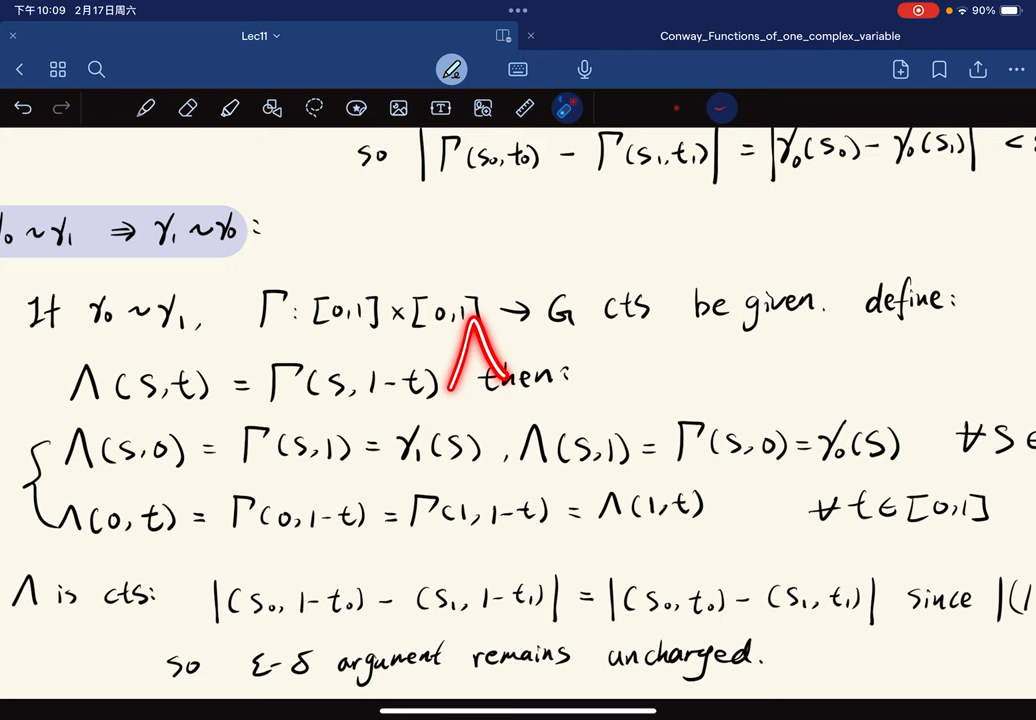 下午10:09 2月17日周六
90%
Lec11
Conway_Functions_of_one_complex_variable
so |Γ(s₀,t₀) - Γ(s₁,t₁)| = |γ₀(s₀) - γ₀(s₁)| <
γ₀ ~ γ₁ ⇒ γ₁ ~ γ₀ :
If γ₀ ~ γ₁, Γ : [0,1] × [0,1] → G cts be given. define:
Λ(s,t) = Γ(s, 1-t) then:
Λ(s,0) = Γ(s,1) = γ₁(s), Λ(s,1) = Γ(s,0) = γ₀(s) ∀ s ∈
Λ(0,t) = Γ(0,1-t) = Γ(1,1-t) = Λ(1,t) ∀ t ∈ [0,1]
Λ is cts: |(s₀, 1-t₀) - (s₁, 1-t₁)| = |(s₀, t₀) - (s₁, t₁)| since |(1
so ε-δ argument remains uncharged.